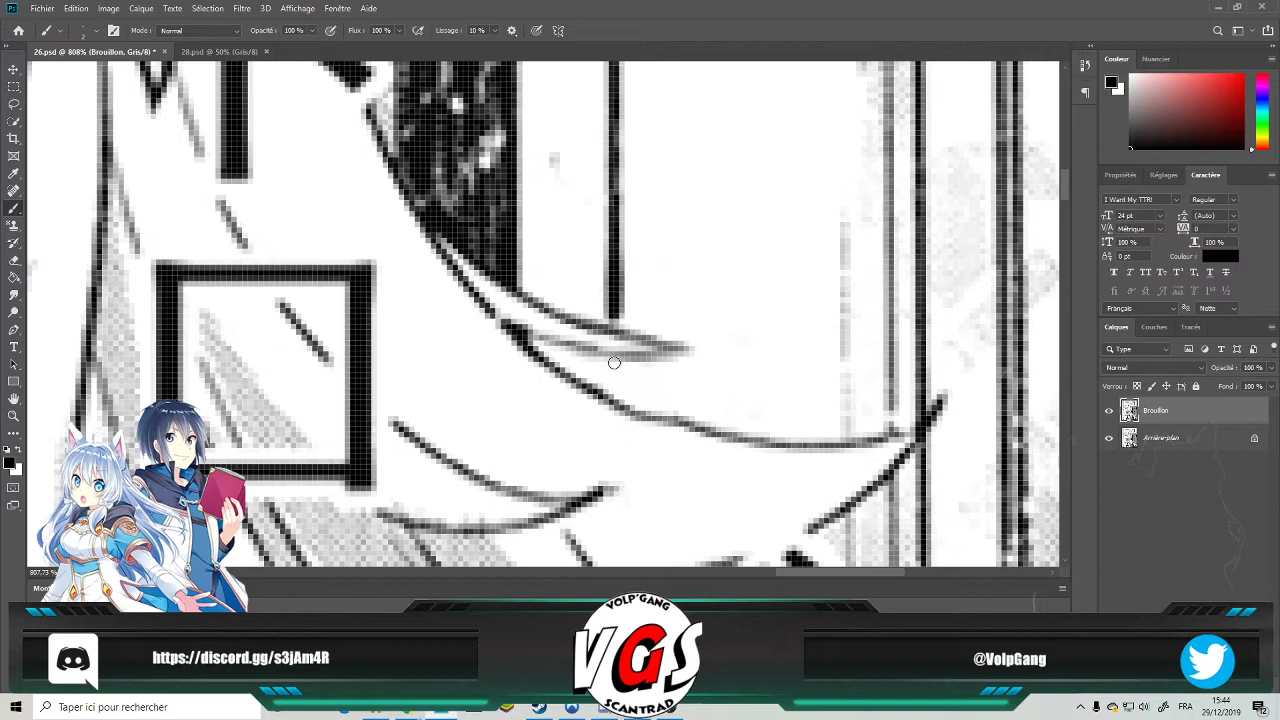 Fichier Edition Image Calque Texte Sélection Filtre 3D Affichage Fenêtre Aide
Mode : Normal Opacité : 100 % Flux : 100 % Lissage : 10 %
26.psd @ 808% (Brouillon, Gris/8) * × 28.psd @ 50% (Gris/8) ×
Couleur Nuancier
Propriétés Réglages Caractère
I Want My TTR! Regular
24 pt (Auto)
Métrique 0
100 % 100 %
0 pt Couleur :
Français Nette
Calques Couches Tracés
Type
Normal Opacité : 100 %
Verrou : Fond : 100 %
Brouillon
Arrière-plan
807,73 %
VOLP'GANG
VGS
SCANTRAD
https://discord.gg/s3jAm4R
@VolpGang
Taper ici pour rechercher
FRA 15:44
29/12/2019